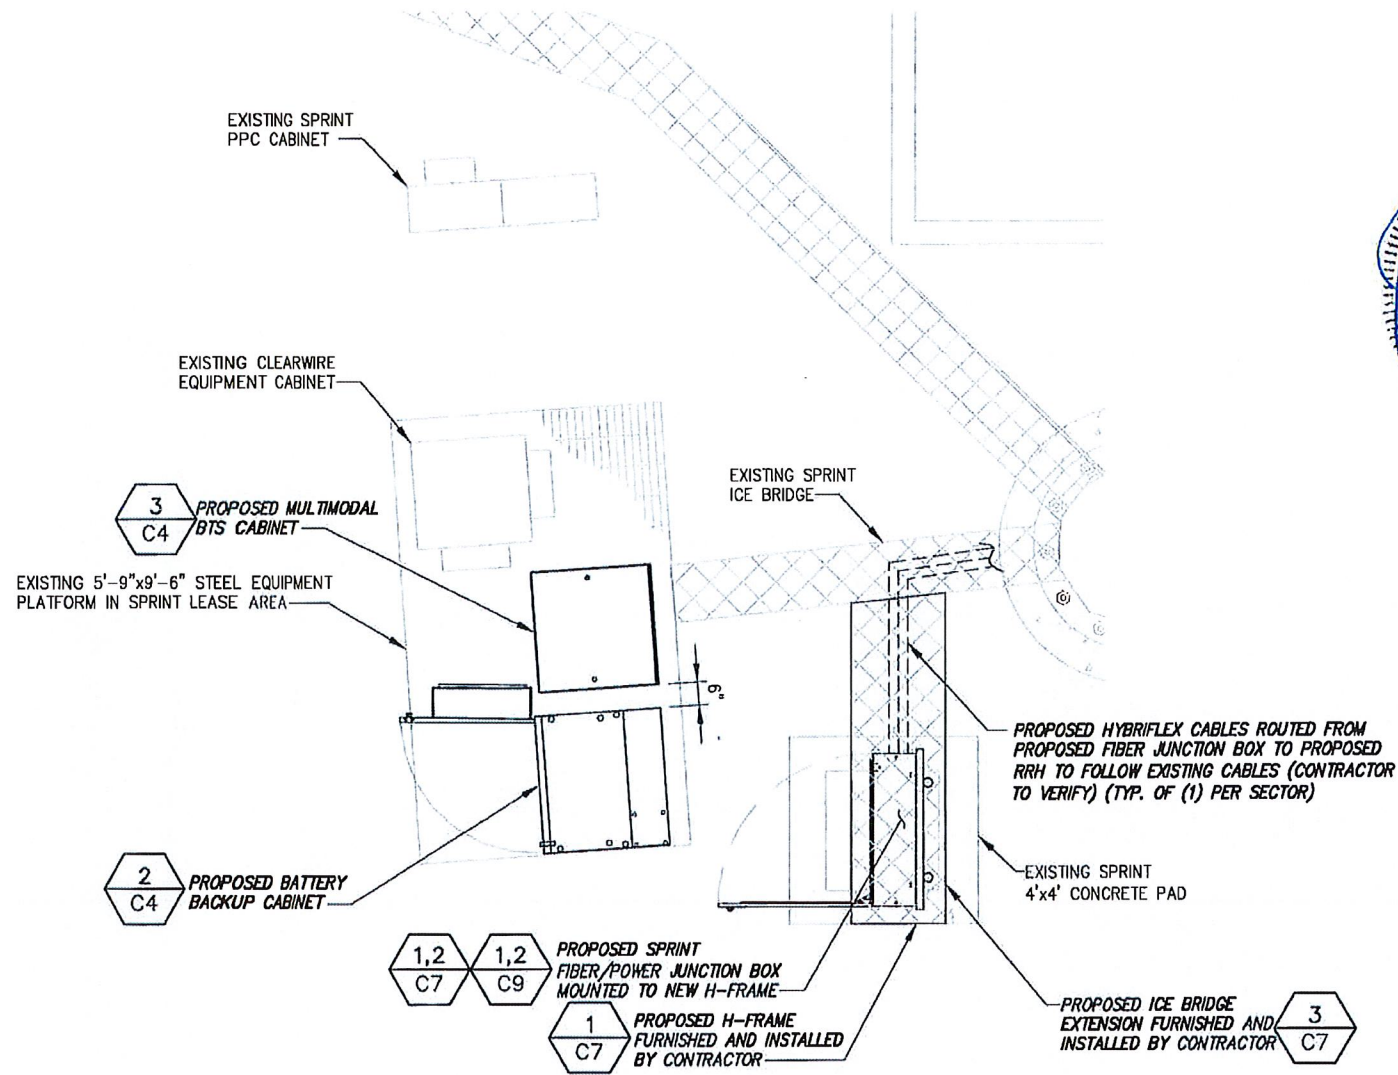 EXISTING SPRINT
PPC CABINET
EXISTING CLEARWIRE
EQUIPMENT CABINET
3
C4
PROPOSED MULTIMODAL
BTS CABINET
EXISTING SPRINT
ICE BRIDGE
EXISTING 5'-9"x9'-6" STEEL EQUIPMENT
PLATFORM IN SPRINT LEASE AREA
6"
PROPOSED HYBRIFLEX CABLES ROUTED FROM
PROPOSED FIBER JUNCTION BOX TO PROPOSED
RRH TO FOLLOW EXISTING CABLES (CONTRACTOR
TO VERIFY) (TYP. OF (1) PER SECTOR)
2
C4
PROPOSED BATTERY
BACKUP CABINET
EXISTING SPRINT
4'x4' CONCRETE PAD
1,2
C7
1,2
C9
PROPOSED SPRINT
FIBER/POWER JUNCTION BOX
MOUNTED TO NEW H-FRAME
1
C7
PROPOSED H-FRAME
FURNISHED AND INSTALLED
BY CONTRACTOR
PROPOSED ICE BRIDGE
EXTENSION FURNISHED AND
INSTALLED BY CONTRACTOR
3
C7